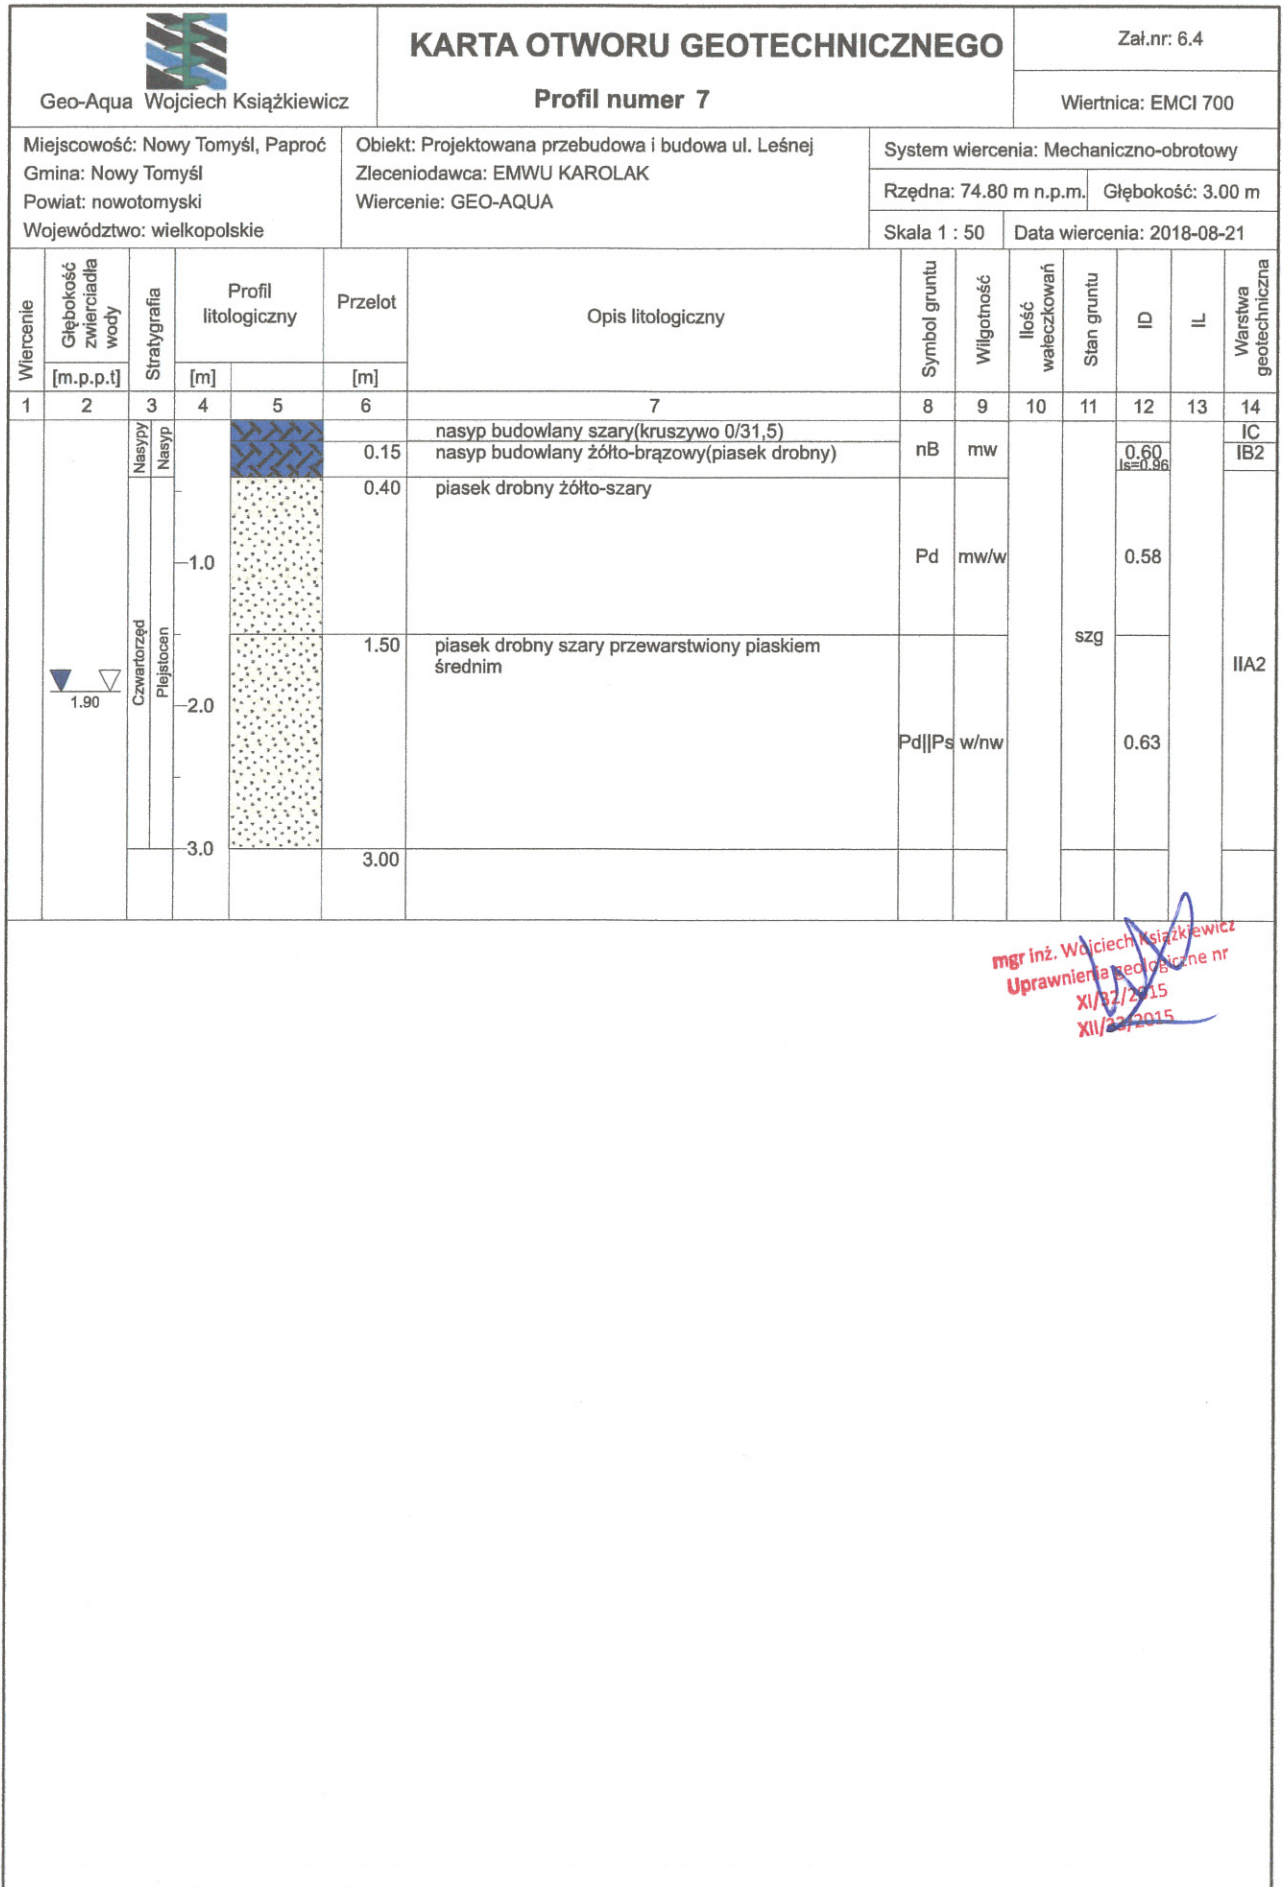 KARTA OTWORU GEOTECHNICZNEGO
Profil numer 7
Zał.nr: 6.4
Wiertnica: EMCI 700
Geo-Aqua Wojciech Książkiewicz
Miejscowość: Nowy Tomyśl, Paproć
Gmina: Nowy Tomyśl
Powiat: nowotomyski
Województwo: wielkopolskie
Obiekt: Projektowana przebudowa i budowa ul. Leśnej
Zleceniodawca: EMWU KAROLAK
Wiercenie: GEO-AQUA
System wiercenia: Mechaniczno-obrotowy
Rzędna: 74.80 m n.p.m. Głębokość: 3.00 m
Skala 1 : 50 Data wiercenia: 2018-08-21
Wiercenie
Głębokość
zwierciadła
wody
[m.p.p.t]
Stratygrafia
Profil
litologiczny
[m]
Przelot
[m]
Opis litologiczny
Symbol gruntu
Wilgotność
Ilość
wałeczkowań
Stan gruntu
ID
IL
Warstwa
geotechniczna
1 2 3 4 5 6 7 8 9 10 11 12 13 14
Nasypy
Nasyp
nasyp budowlany szary(kruszywo 0/31,5)
IC
0.15 nasyp budowlany żółto-brązowy(piasek drobny)
nB mw
0.60
Is=0.96
IB2
0.40 piasek drobny żółto-szary
1.0
Pd mw/w 0.58
Czwartorzęd
Plejstocen
1.50 piasek drobny szary przewarstwiony piaskiem
średnim
szg
IIA2
1.90
2.0
Pd||Ps w/nw 0.63
3.0
3.00
mgr inż. Wojciech Książkiewicz
Uprawnienia geologiczne nr
XI/32/2015
XII/23/2015